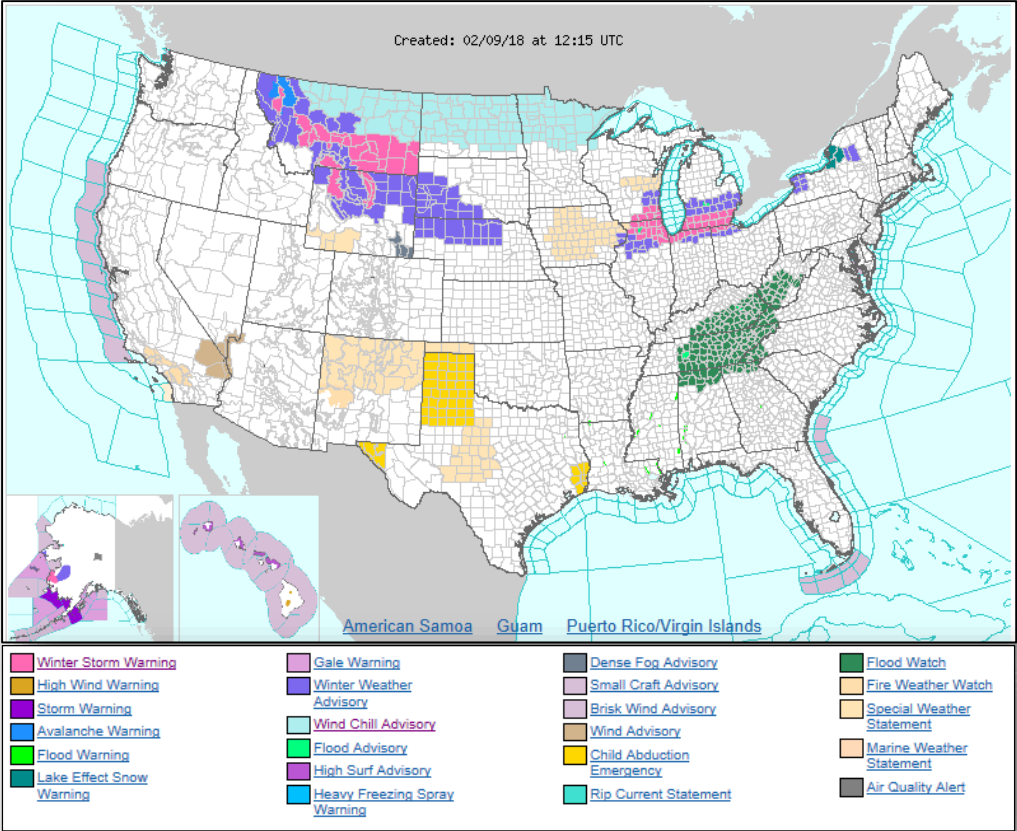 Created: 02/09/18 at 12:15 UTC
American Samoa Guam Puerto Rico/Virgin Islands
Winter Storm Warning
High Wind Warning
Storm Warning
Avalanche Warning
Flood Warning
Lake Effect Snow
Warning
Gale Warning
Winter Weather
Advisory
Wind Chill Advisory
Flood Advisory
High Surf Advisory
Heavy Freezing Spray
Warning
Dense Fog Advisory
Small Craft Advisory
Brisk Wind Advisory
Wind Advisory
Child Abduction
Emergency
Rip Current Statement
Flood Watch
Fire Weather Watch
Special Weather
Statement
Marine Weather
Statement
Air Quality Alert